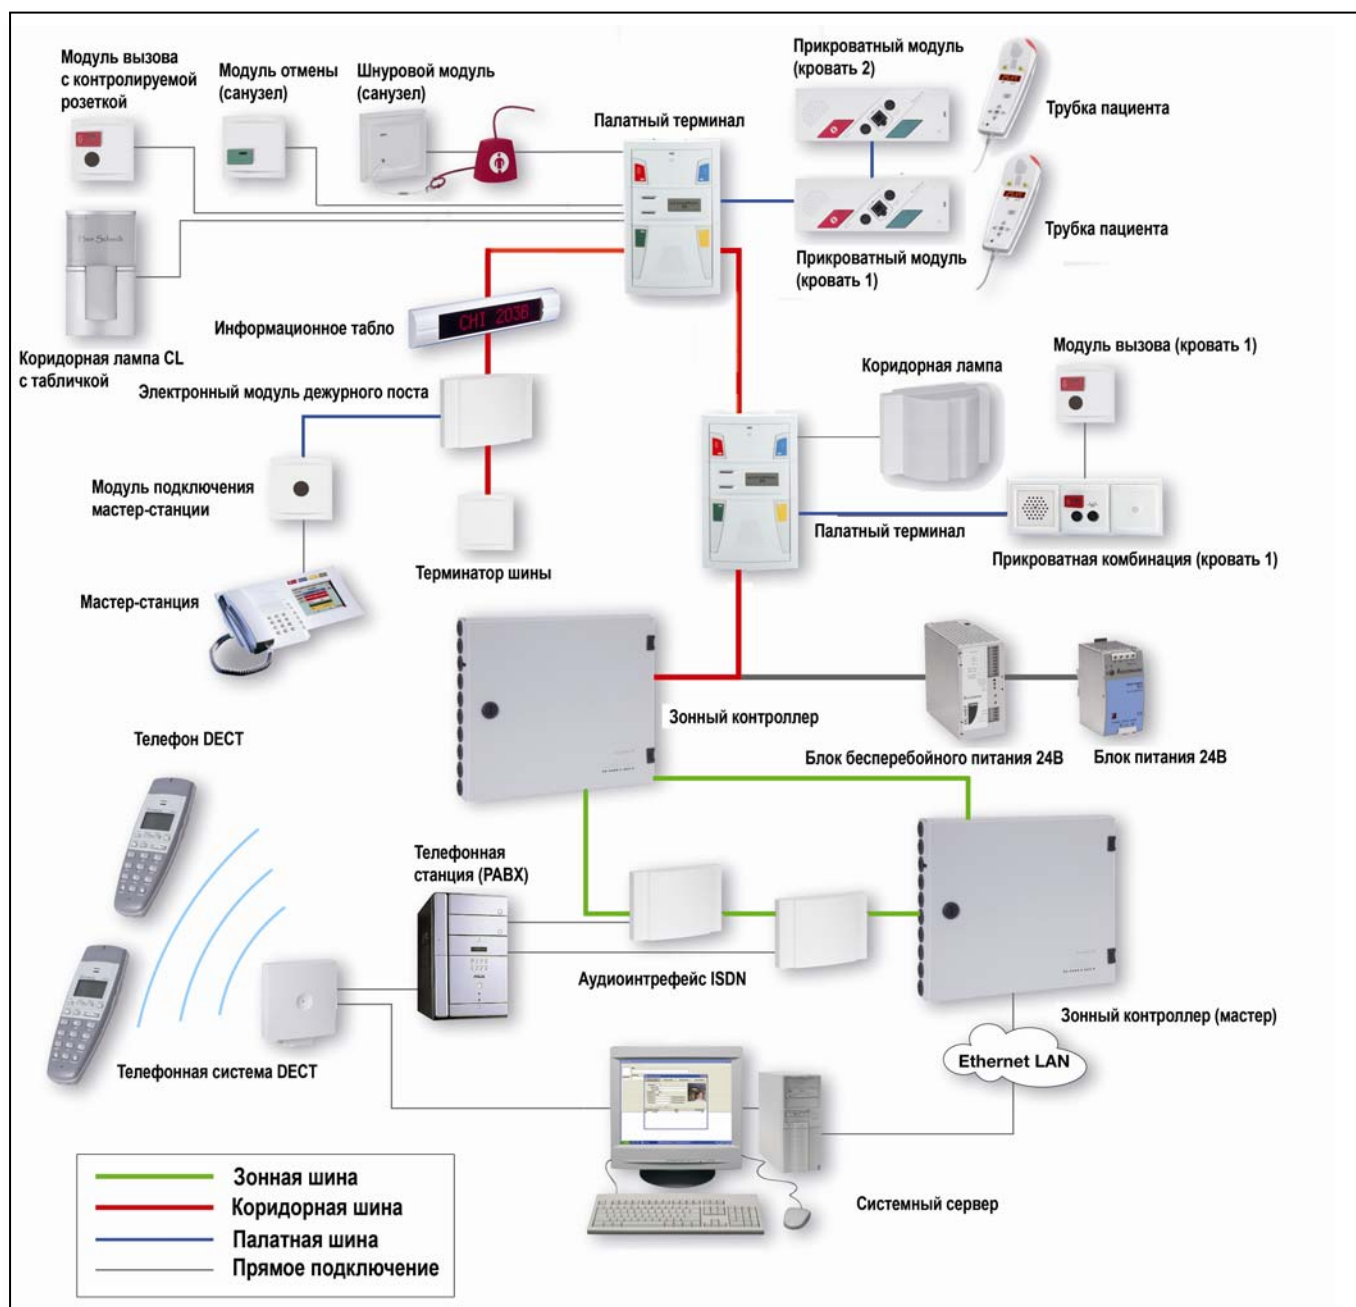 Модуль вызова
с контролируемой
розеткой
Модуль отмены
(санузел)
Шнуровой модуль
(санузел)
Палатный терминал
Прикроватный модуль
(кровать 2)
Трубка пациента
Трубка пациента
Прикроватный модуль
(кровать 1)
Коридорная лампа CL
с табличкой
Информационное табло
CHI 203B
Электронный модуль дежурного поста
Коридорная лампа
Модуль вызова (кровать 1)
Модуль подключения
мастер-станции
Терминатор шины
Палатный терминал
Прикроватная комбинация (кровать 1)
Мастер-станция
Зонный контроллер
Блок бесперебойного питания 24В
Блок питания 24В
Телефон DECT
Телефонная
станция (PABX)
Аудиоинтрефейс ISDN
Зонный контроллер (мастер)
Ethernet LAN
Телефонная система DECT
Системный сервер
Зонная шина
Коридорная шина
Палатная шина
Прямое подключение